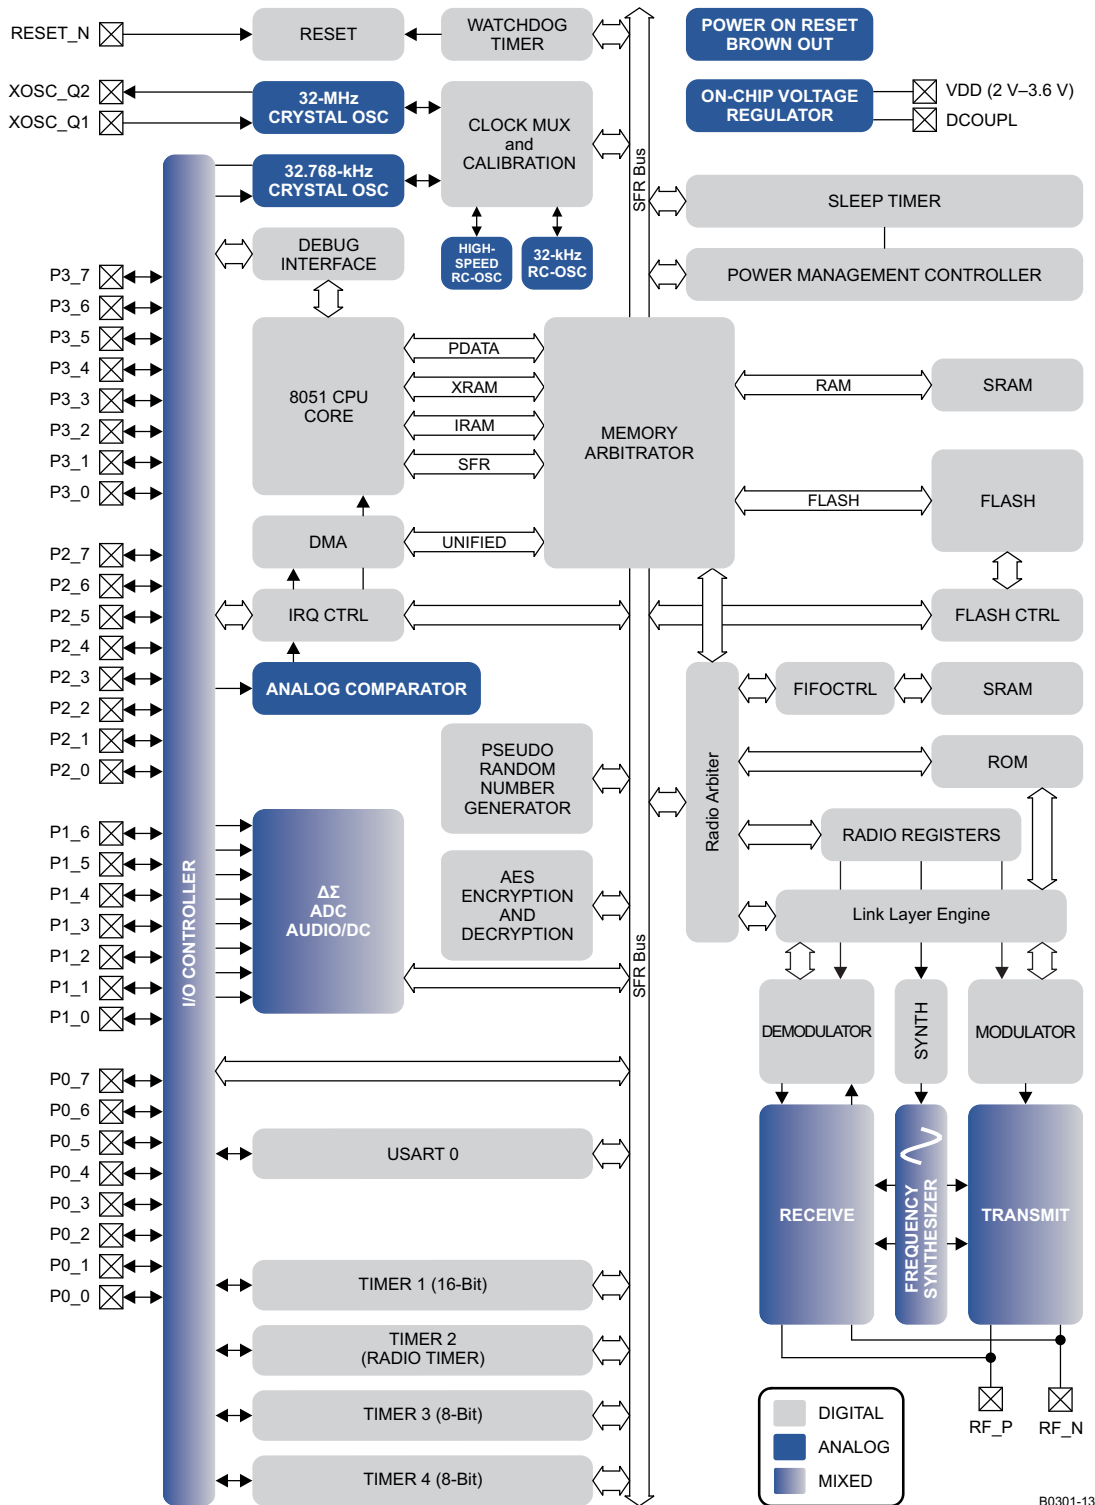 RESET_N
RESET
WATCHDOG
TIMER
POWER ON RESET
BROWN OUT
XOSC_Q2
XOSC_Q1
32-MHz
CRYSTAL OSC
CLOCK MUX
and
CALIBRATION
SFR Bus
ON-CHIP VOLTAGE
REGULATOR
VDD (2 V–3.6 V)
DCOUPL
32.768-kHz
CRYSTAL OSC
SLEEP TIMER
HIGH-
SPEED
RC-OSC
32-kHz
RC-OSC
DEBUG
INTERFACE
POWER MANAGEMENT CONTROLLER
P3_7
P3_6
P3_5
P3_4
P3_3
P3_2
P3_1
P3_0
8051 CPU
CORE
PDATA
XRAM
IRAM
SFR
MEMORY
ARBITRATOR
RAM
SRAM
FLASH
FLASH
DMA
UNIFIED
P2_7
P2_6
P2_5
P2_4
P2_3
P2_2
P2_1
P2_0
IRQ CTRL
FLASH CTRL
ANALOG COMPARATOR
FIFOCTRL
SRAM
PSEUDO
RANDOM
NUMBER
GENERATOR
Radio Arbiter
ROM
RADIO REGISTERS
P1_6
P1_5
P1_4
P1_3
P1_2
P1_1
P1_0
I/O CONTROLLER
ΔΣ
ADC
AUDIO/DC
AES
ENCRYPTION
AND
DECRYPTION
Link Layer Engine
SFR Bus
DEMODULATOR
SYNTH
MODULATOR
P0_7
P0_6
P0_5
P0_4
P0_3
P0_2
P0_1
P0_0
USART 0
RECEIVE
FREQUENCY
SYNTHESIZER
TRANSMIT
TIMER 1 (16-Bit)
TIMER 2
(RADIO TIMER)
TIMER 3 (8-Bit)
TIMER 4 (8-Bit)
RF_P
RF_N
DIGITAL
ANALOG
MIXED
B0301-13